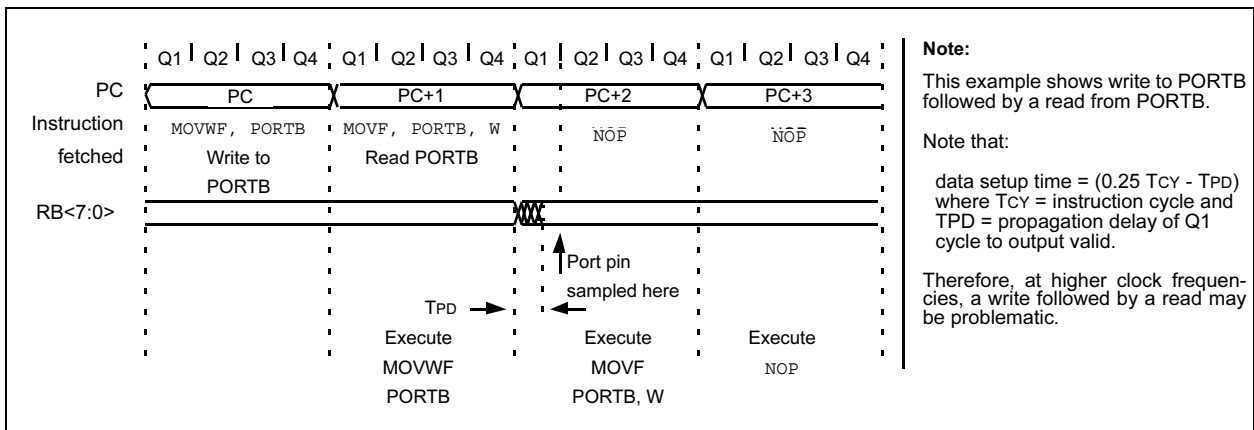 Q1 Q2 Q3 Q4 Q1 Q2 Q3 Q4 Q1 Q2 Q3 Q4 Q1 Q2 Q3 Q4
PC PC PC+1 PC+2 PC+3
Instruction
fetched
MOVWF, PORTB
Write to
PORTB
MOVF, PORTB, W
Read PORTB
NOP
NOP
RB<7:0>
Port pin
sampled here
TPD
Execute
MOVWF
PORTB
Execute
MOVF
PORTB, W
Execute
NOP
Note:
This example shows write to PORTB
followed by a read from PORTB.
Note that:
data setup time = (0.25 TCY - TPD)
where TCY = instruction cycle and
TPD = propagation delay of Q1
cycle to output valid.
Therefore, at higher clock frequen-
cies, a write followed by a read may
be problematic.